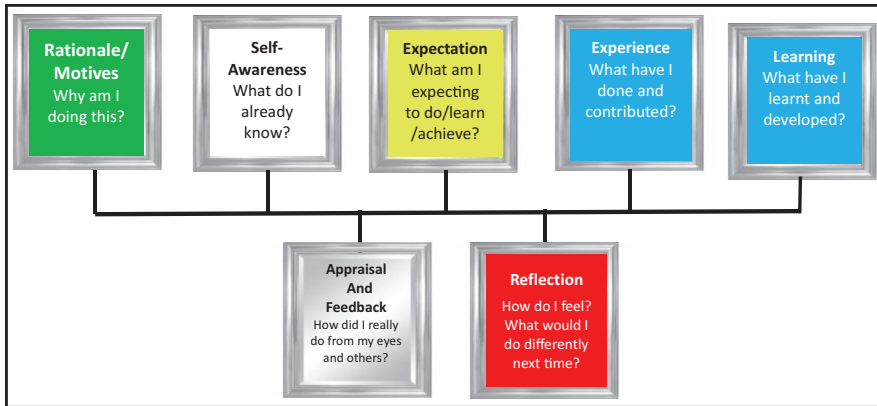 Rationale/
Motives
Why am I
doing this?
Self-
Awareness
What do I
already
know?
Expectation
What am I
expecting
to do/learn
/achieve?
Experience
What have I
done and
contributed?
Learning
What have I
learnt and
developed?
Appraisal
And
Feedback
How did I really
do from my eyes
and others?
Reflection
How do I feel?
What would I
do differently
next time?